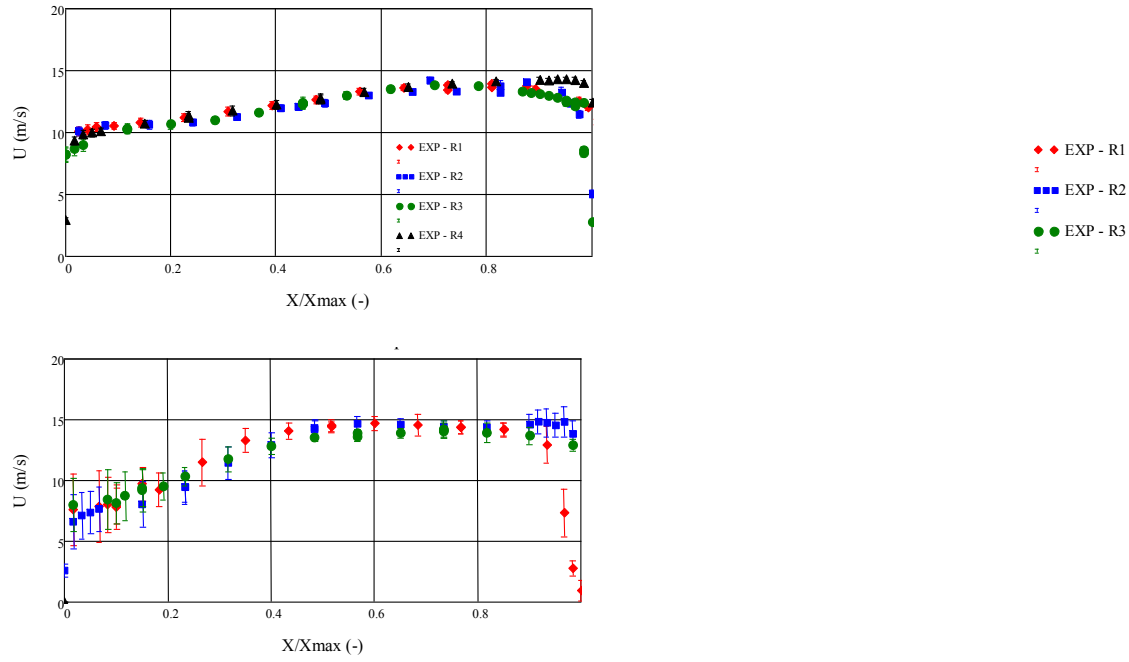 20
15
U (m/s)
10
EXP - R1
EXP - R2
5
EXP - R3
EXP - R4
0
0 0.2 0.4 0.6 0.8
X/Xmax (-)
EXP - R1
EXP - R2
EXP - R3
20
15
U (m/s)
10
5
0
0 0.2 0.4 0.6 0.8
X/Xmax (-)